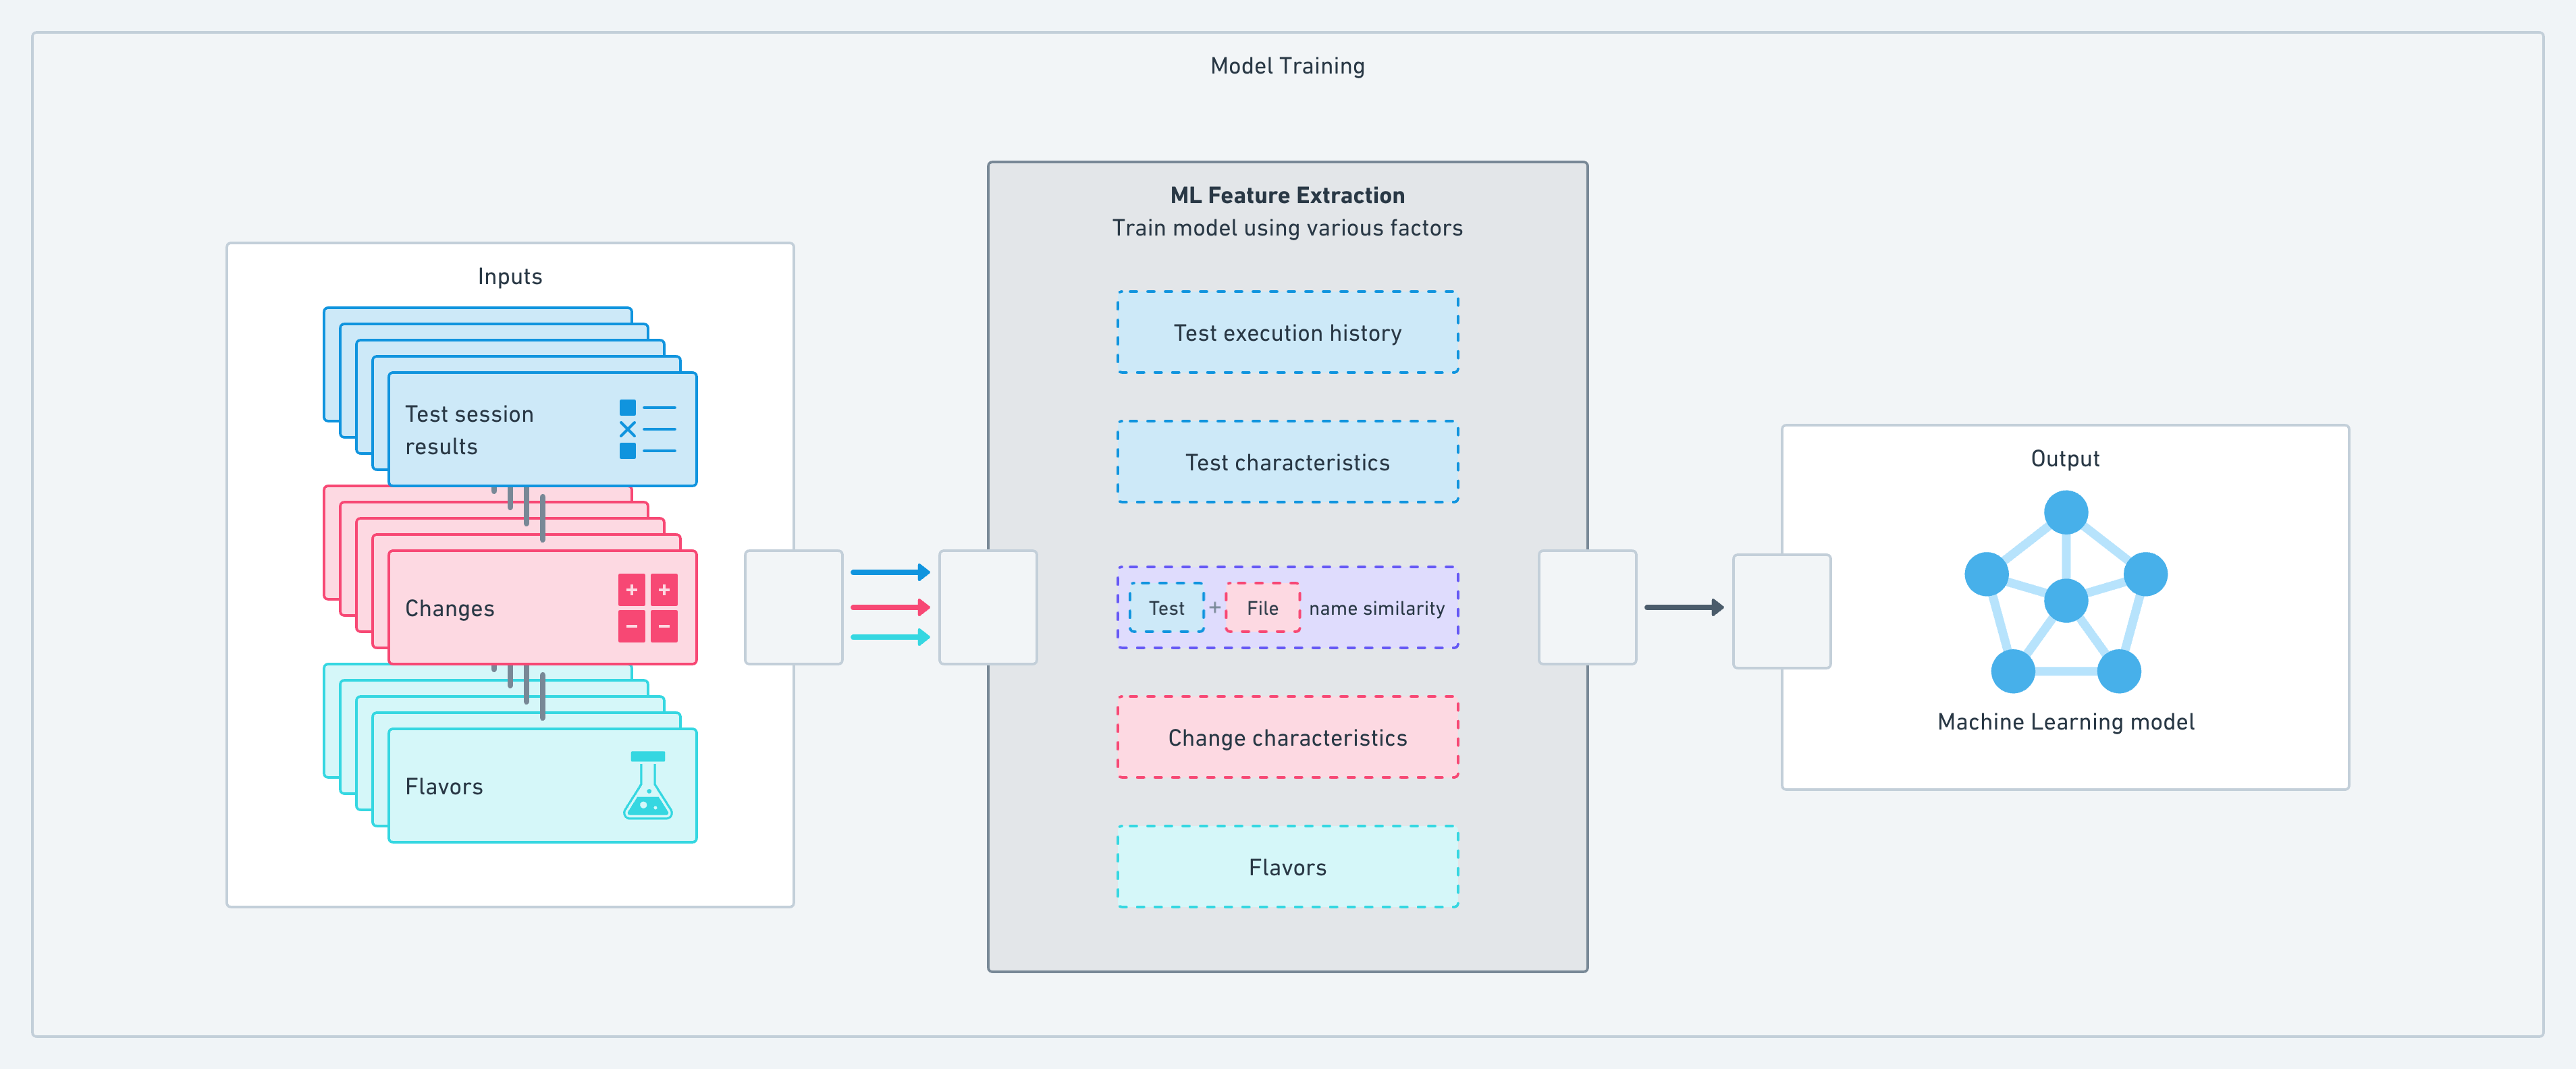 Model Training
Inputs
Test session
results
Changes
Flavors
ML Feature Extraction
Train model using various factors
Test execution history
Test characteristics
Test + File name similarity
Change characteristics
Flavors
Output
Machine Learning model